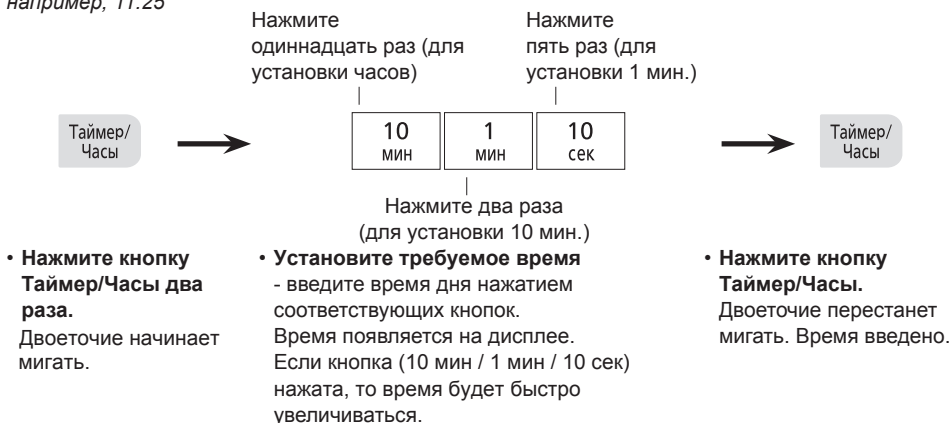 например, 11:25
Нажмите
одиннадцать раз (для
установки часов)
Нажмите
пять раз (для
установки 1 мин.)
Таймер/
Часы
10
мин
1
мин
10
сек
Таймер/
Часы
Нажмите два раза
(для установки 10 мин.)
• Нажмите кнопку
Таймер/Часы два
раза.
Двоеточие начинает
мигать.
• Установите требуемое время
- введите время дня нажатием
соответствующих кнопок.
Время появляется на дисплее.
Если кнопка (10 мин / 1 мин / 10 сек)
нажата, то время будет быстро
увеличиваться.
• Нажмите кнопку
Таймер/Часы.
Двоеточие перестанет
мигать. Время введено.